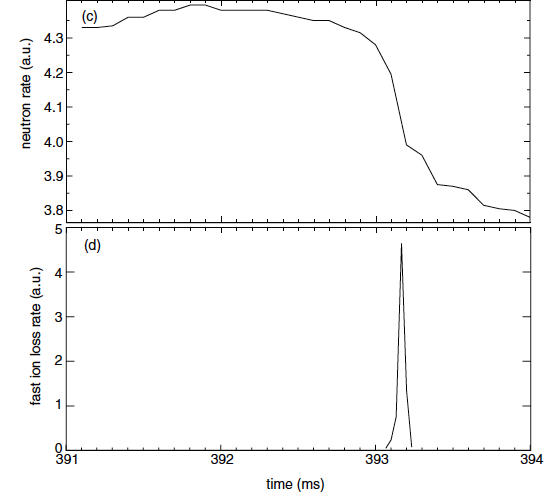 (c)
neutron rate (a.u.)
4.3
4.2
4.1
4.0
3.9
3.8
(d)
fast ion loss rate (a.u.)
5
4
3
2
1
0
391 392 393 394
time (ms)